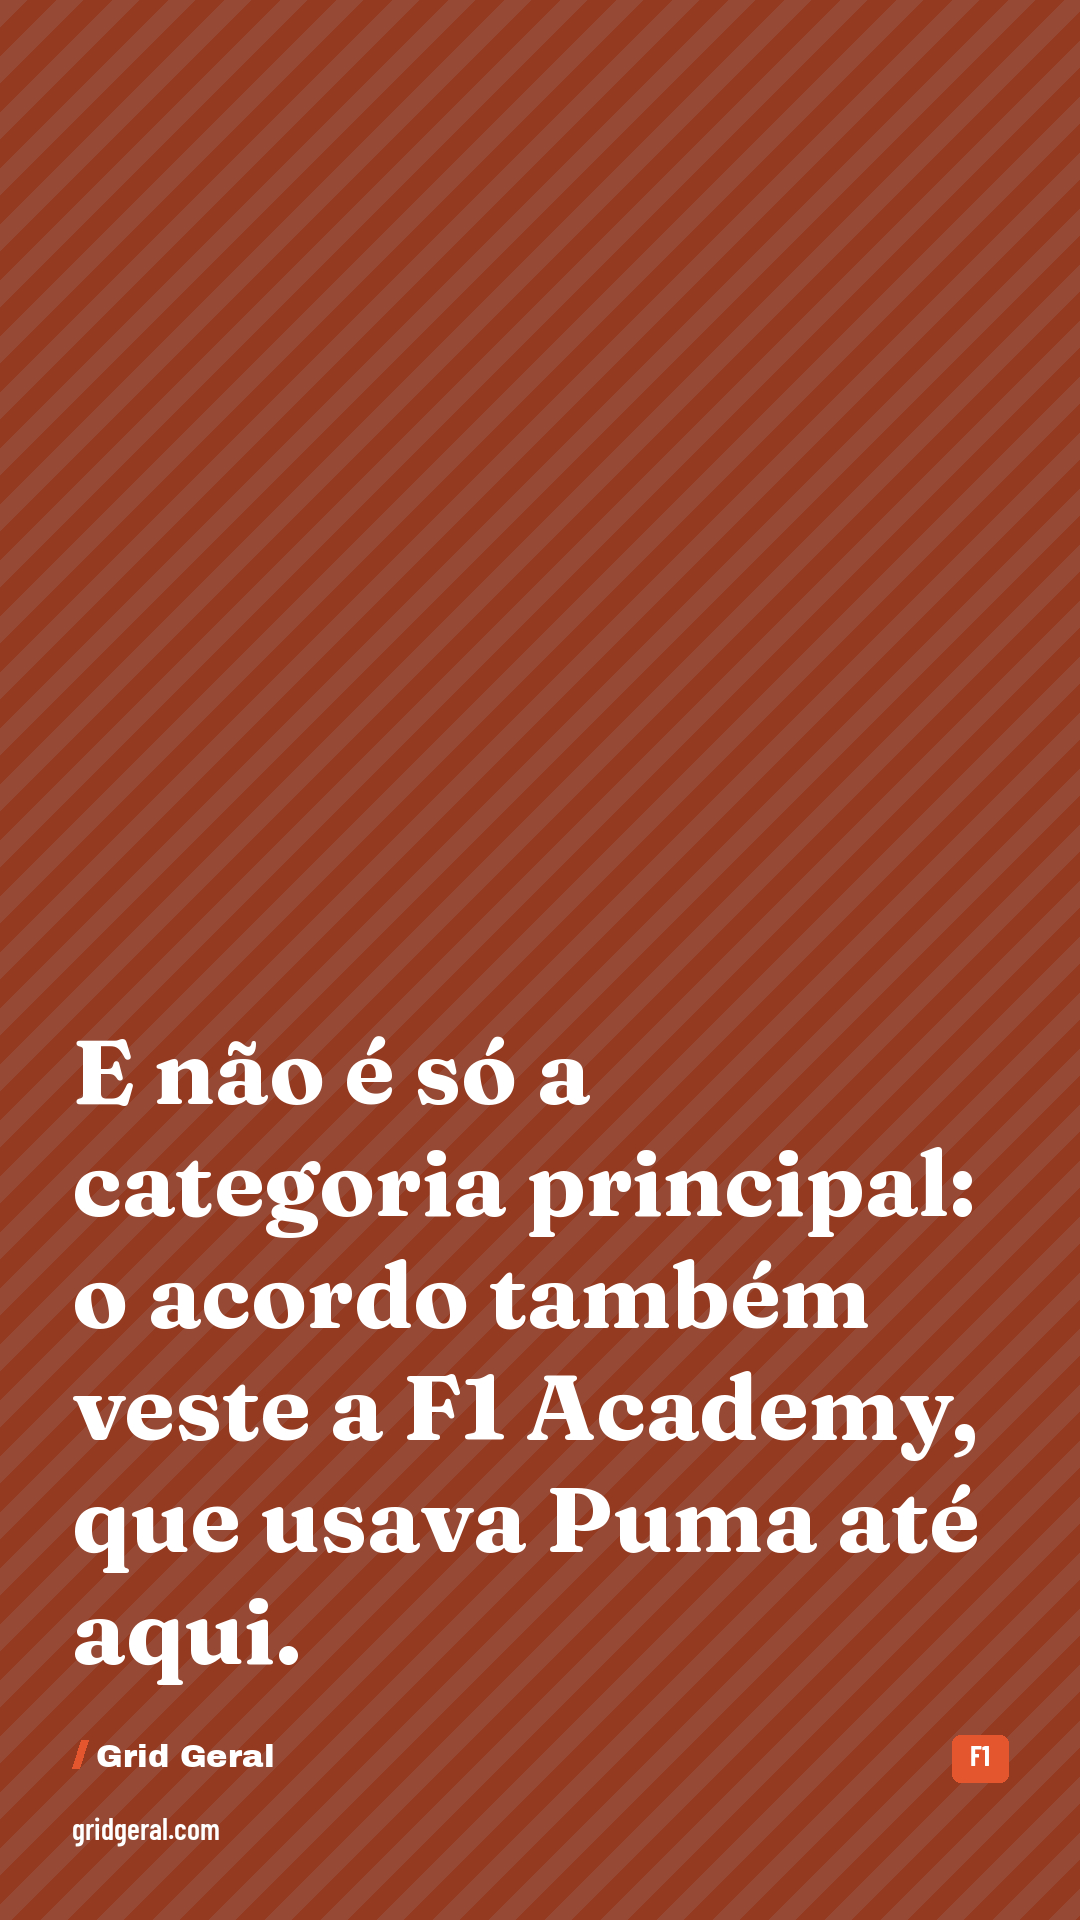 E não é só a
categoria principal:
o acordo também
veste a F1 Academy,
que usava Puma até
aqui.
/ Grid Geral
F1
gridgeral.com